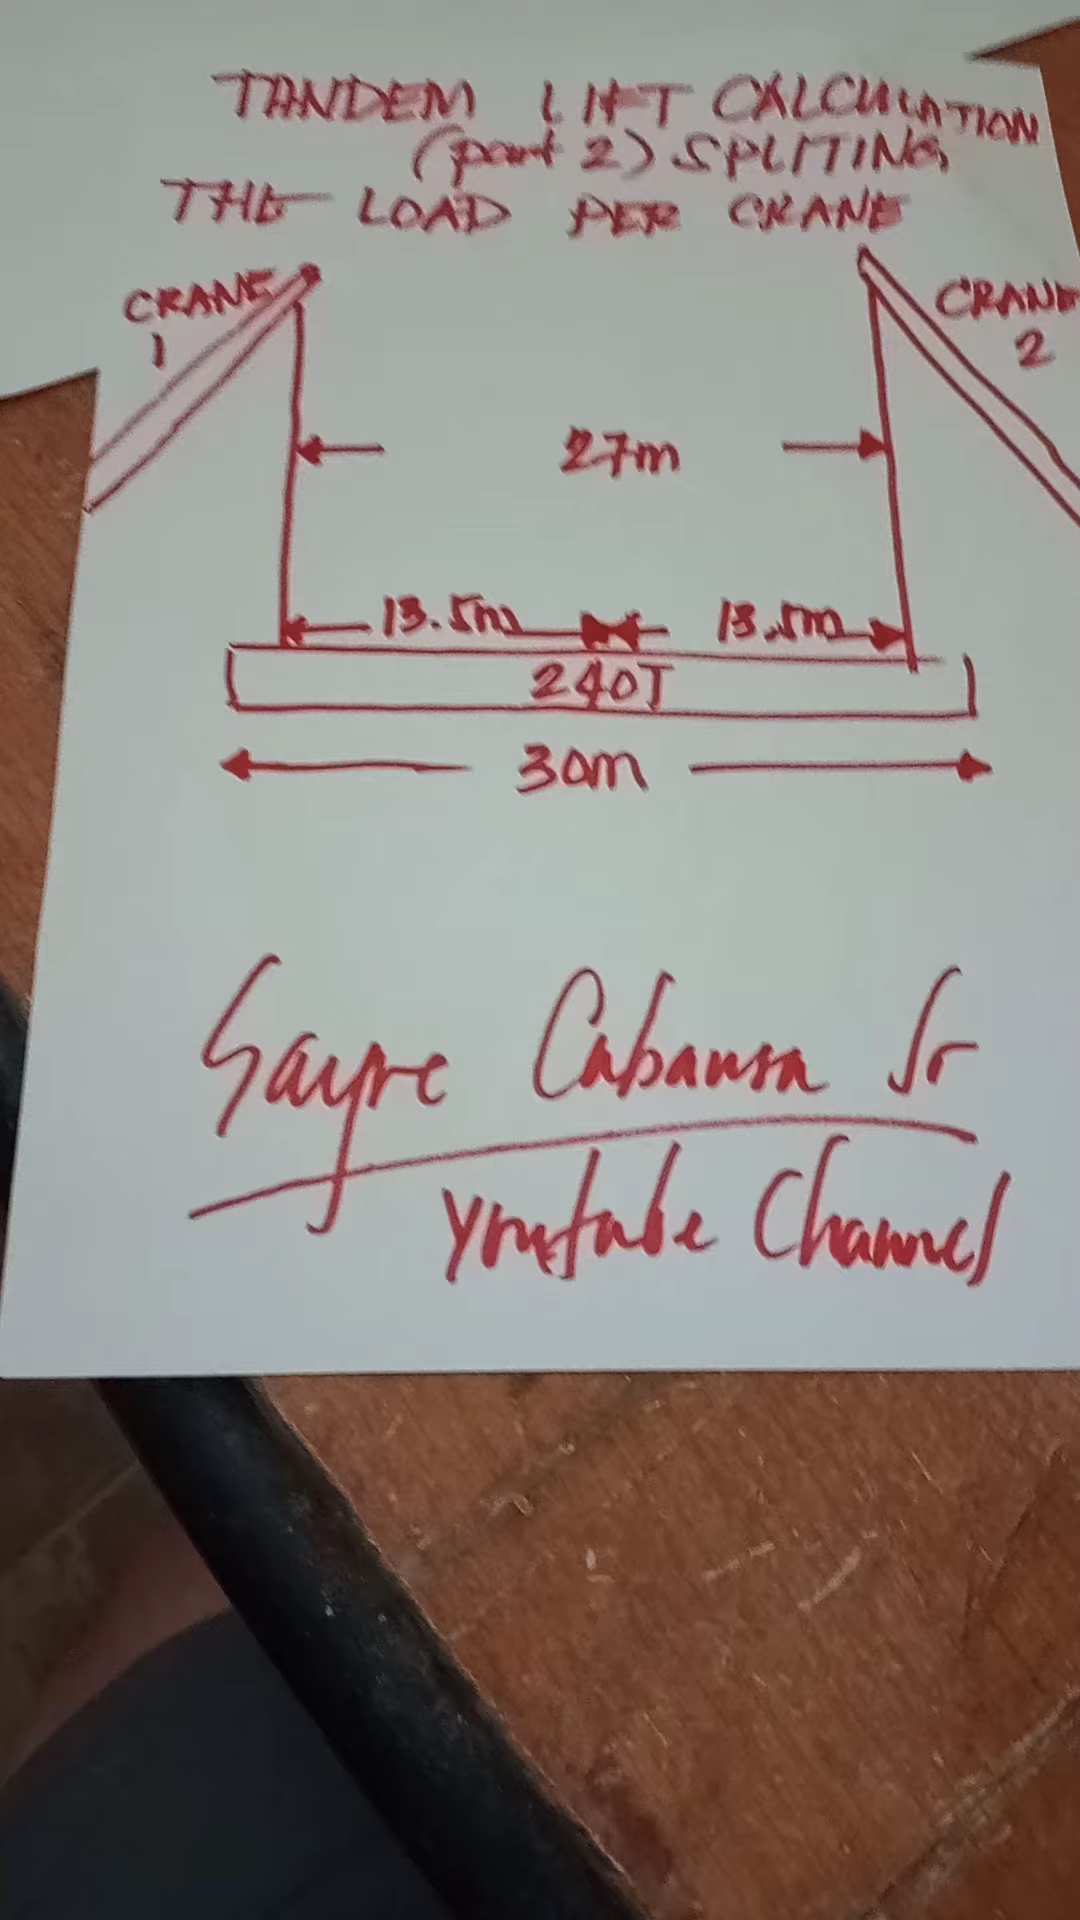 TANDEM LIFT CALCULATION
(part 2) SPLITING
THE LOAD PER CRANE
CRANE
1
CRANE
2
27m
13.5m
13.5m
240T
30m
Sayre Cabansa Jr
Youtube Channel